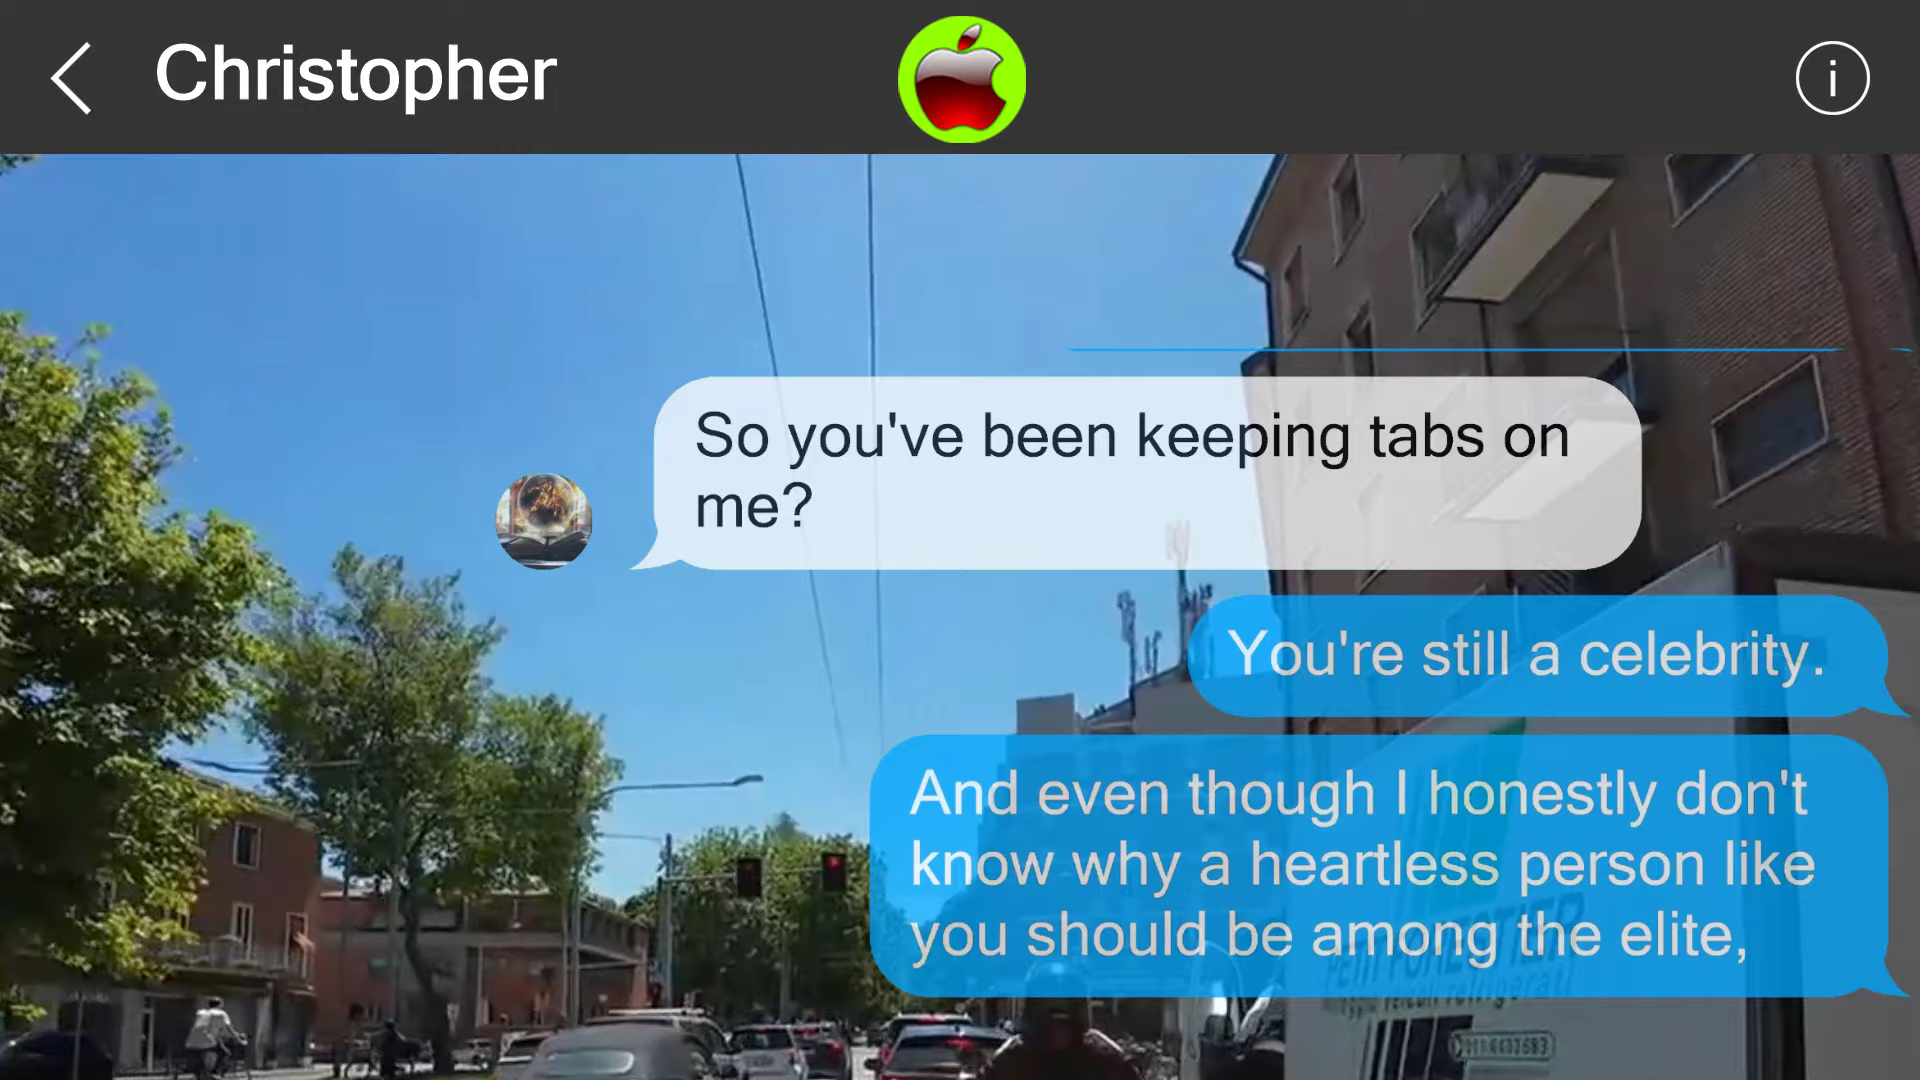 Christopher
i
So you've been keeping tabs on
me?
You're still a celebrity.
And even though I honestly don't
know why a heartless person like
you should be among the elite,